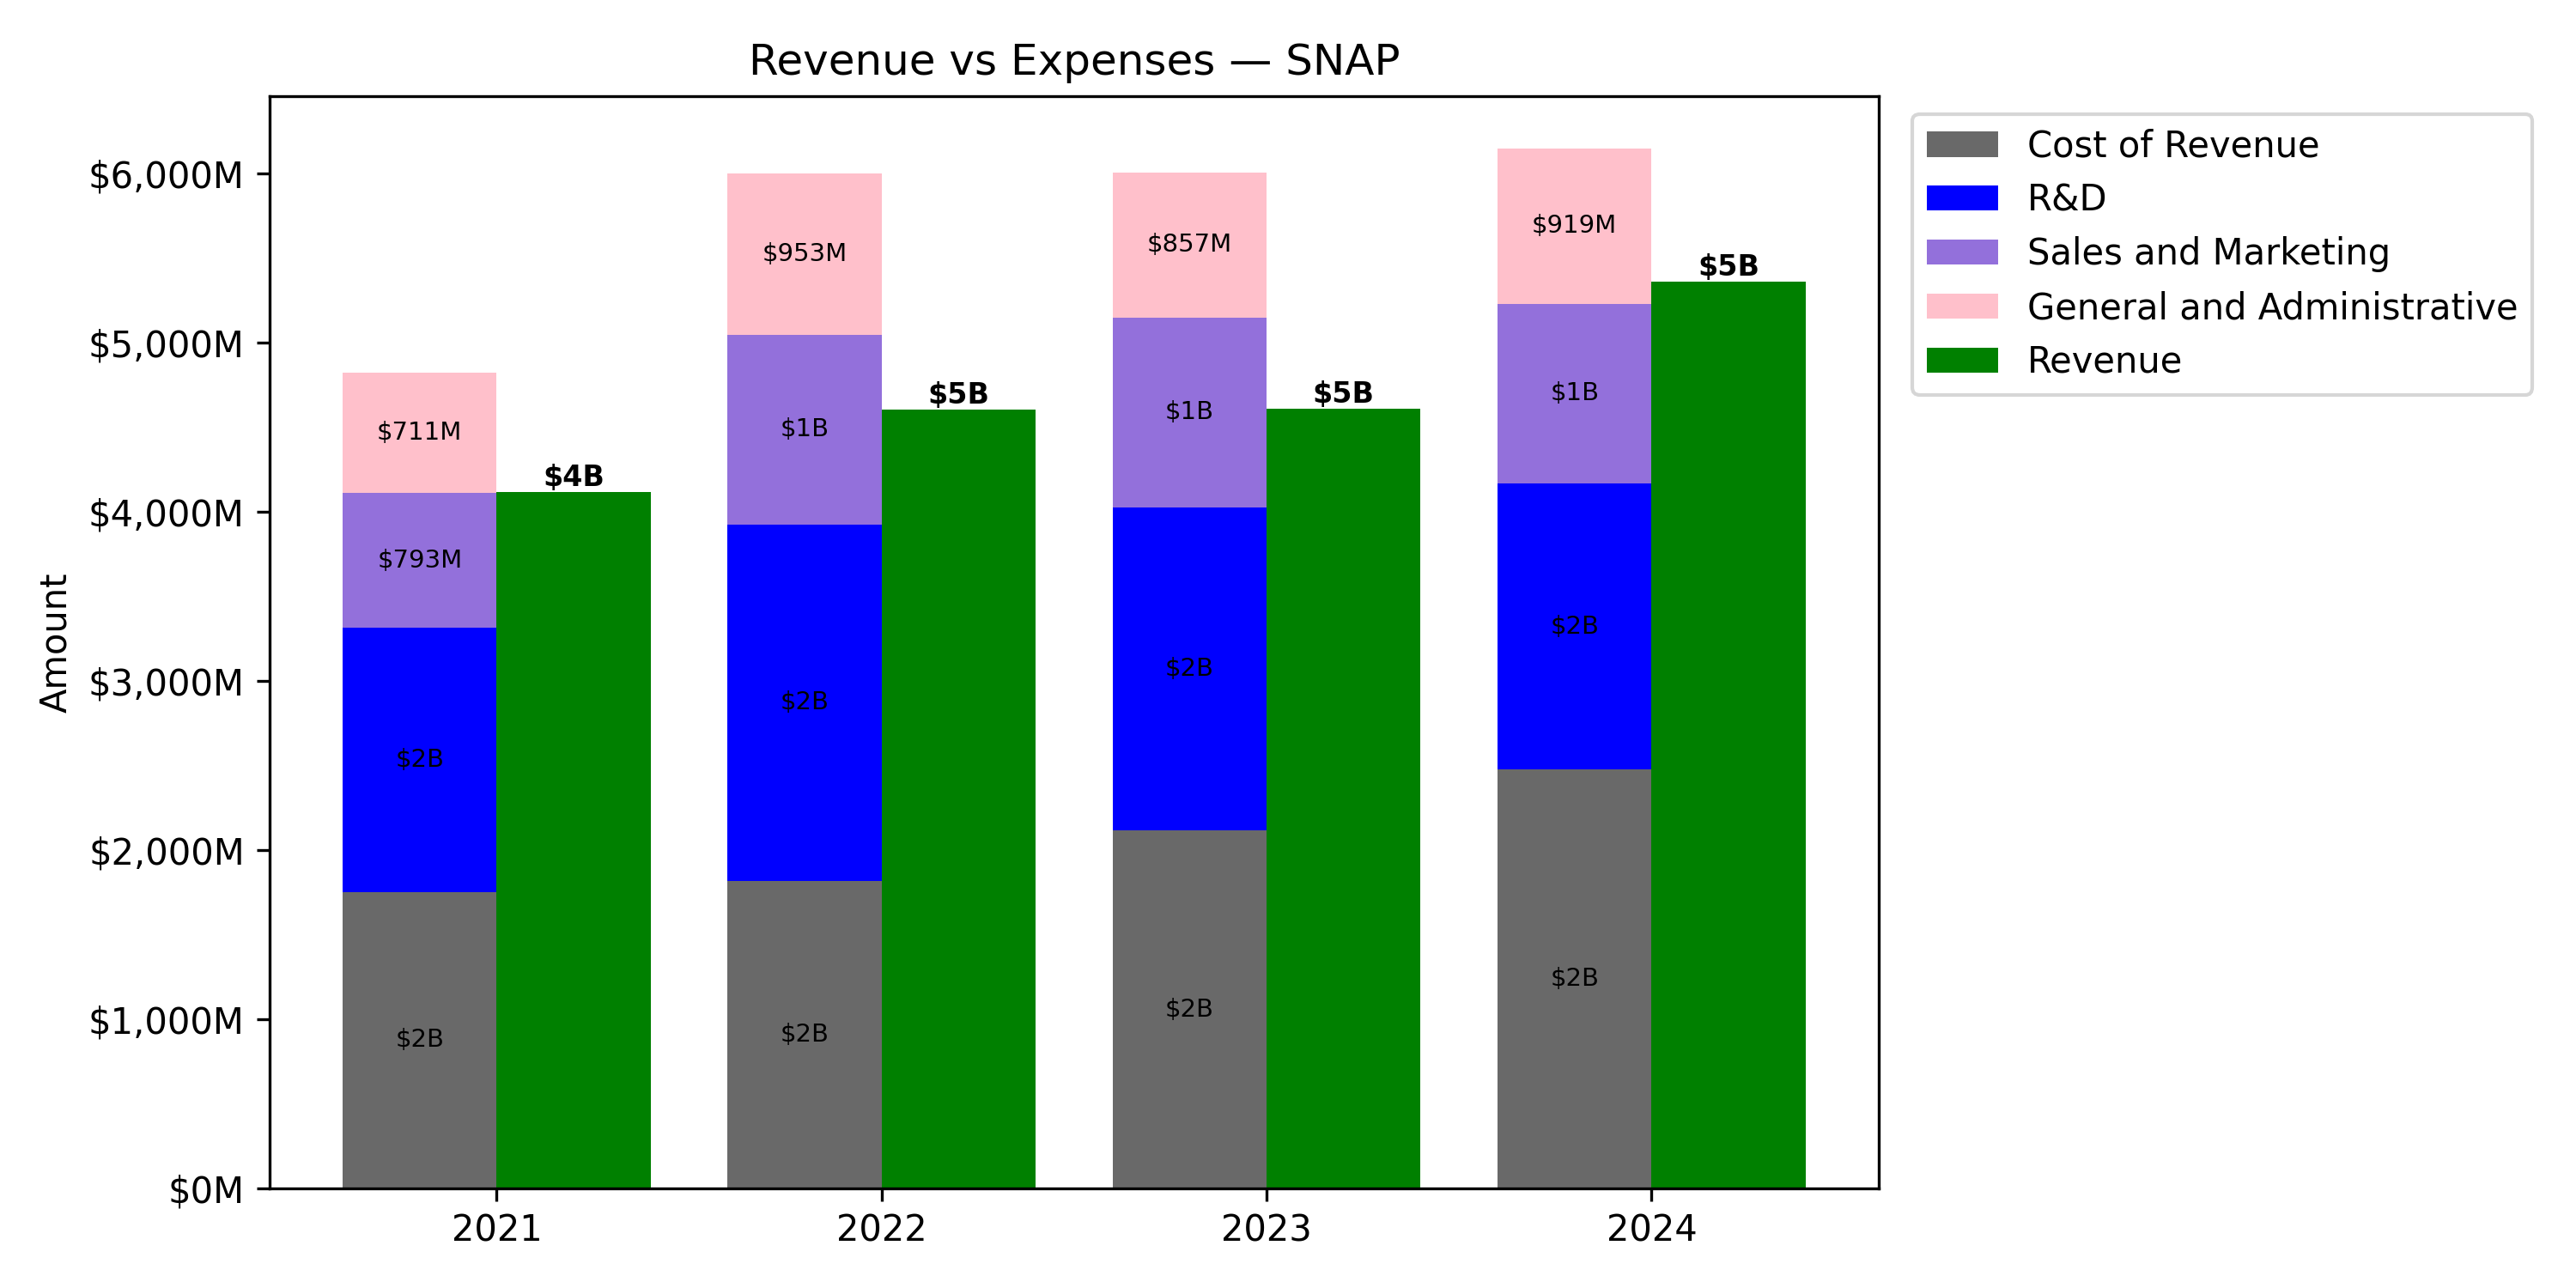 Revenue vs Expenses — SNAP
Amount
$6,000M
$5,000M
$4,000M
$3,000M
$2,000M
$1,000M
$0M
$711M
$793M
$2B
$2B
$4B
$953M
$1B
$2B
$2B
$5B
$857M
$1B
$2B
$2B
$5B
$919M
$1B
$2B
$2B
$5B
2021
2022
2023
2024
Cost of Revenue
R&D
Sales and Marketing
General and Administrative
Revenue